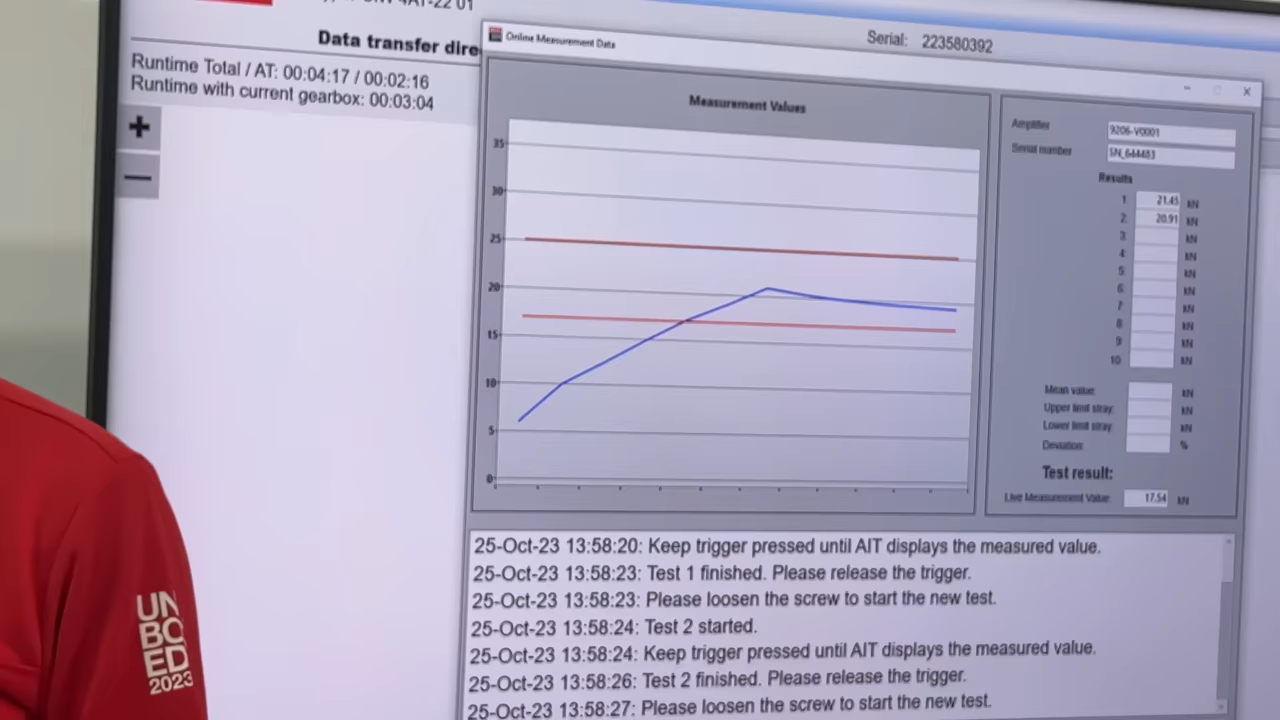 Data transfer dire
Runtime Total / AT: 00:04:17 / 00:02:16
Runtime with current gearbox: 00:03:04
+
−
Serial: 223580392
Online Measurement Data
Measurement Values
35
30
25
20
15
10
5
0
Amplifier 9206-V0001
Serial number SN_644483
Results
1: 21.45 kN
2: 20.91 kN
3: kN
4: kN
5: kN
6: kN
7: kN
8: kN
9: kN
10: kN
Mean value: kN
Upper limit stray: kN
Lower limit stray: kN
Deviation: %
Test result:
Live Measurement Value: 17.54 kN
25-Oct-23 13:58:20: Keep trigger pressed until AIT displays the measured value.
25-Oct-23 13:58:23: Test 1 finished. Please release the trigger.
25-Oct-23 13:58:23: Please loosen the screw to start the new test.
25-Oct-23 13:58:24: Test 2 started.
25-Oct-23 13:58:24: Keep trigger pressed until AIT displays the measured value.
25-Oct-23 13:58:26: Test 2 finished. Please release the trigger.
25-Oct-23 13:58:27: Please loosen the screw to start the new test.
UN
BO
ED
2023